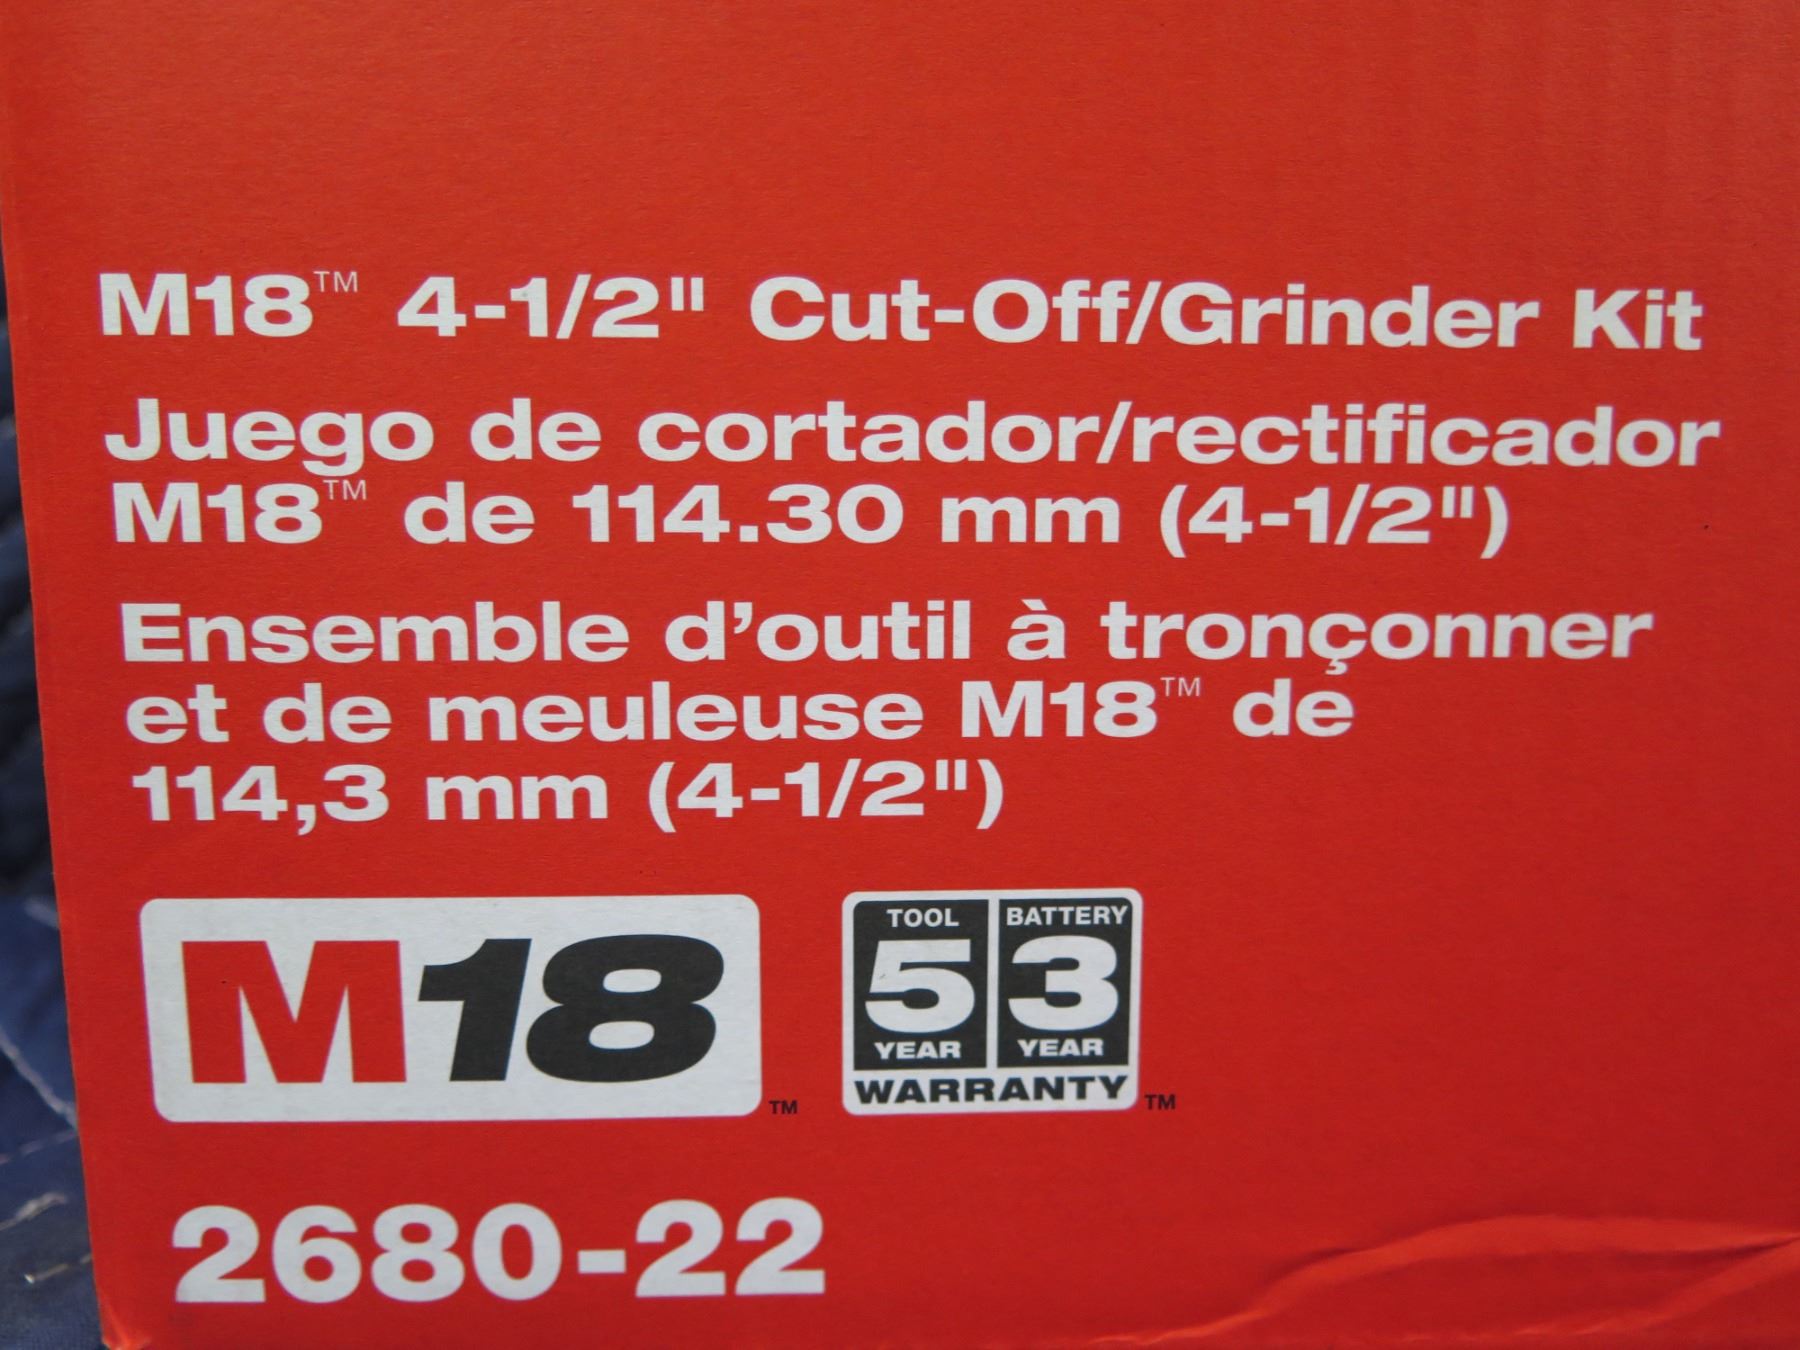 M18™ 4-1/2" Cut-Off/Grinder Kit
Juego de cortador/rectificador
M18™ de 114.30 mm (4-1/2")
Ensemble d’outil à tronçonner
et de meuleuse M18™ de
114,3 mm (4-1/2")
M18™
TOOL BATTERY
5 3
YEAR YEAR
WARRANTY™
2680-22